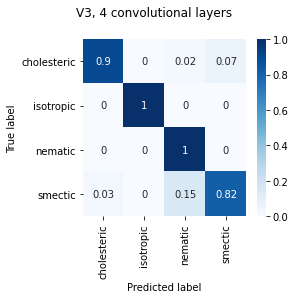 V3, 4 convolutional layers
True label
cholesteric 0.9 0 0.02 0.07
isotropic 0 1 0 0
nematic 0 0 1 0
smectic 0.03 0 0.15 0.82
cholesteric isotropic nematic smectic
Predicted label
1.0
0.8
0.6
0.4
0.2
0.0